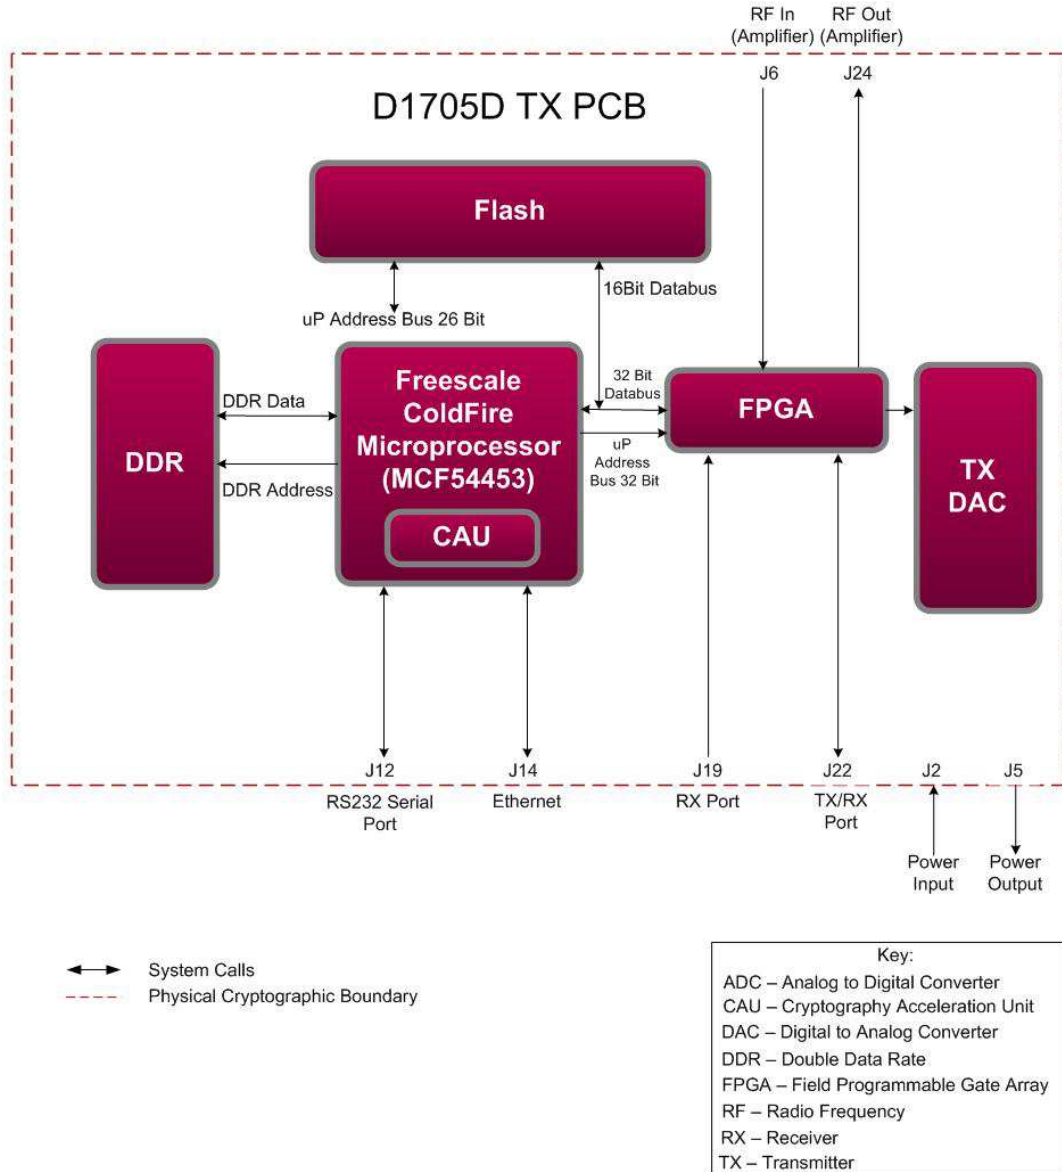 RF In RF Out
(Amplifier) (Amplifier)
J6 J24
D1705D TX PCB
Flash
16Bit Databus
uP Address Bus 26 Bit
Freescale
ColdFire
Microprocessor
(MCF54453)
CAU
DDR
DDR Data
DDR Address
32 Bit
Databus
uP
Address
Bus 32 Bit
FPGA
TX
DAC
J12
RS232 Serial
Port
J14
Ethernet
J19
RX Port
J22
TX/RX
Port
J2
Power
Input
J5
Power
Output
System Calls
Physical Cryptographic Boundary
Key:
ADC – Analog to Digital Converter
CAU – Cryptography Acceleration Unit
DAC – Digital to Analog Converter
DDR – Double Data Rate
FPGA – Field Programmable Gate Array
RF – Radio Frequency
RX – Receiver
TX – Transmitter